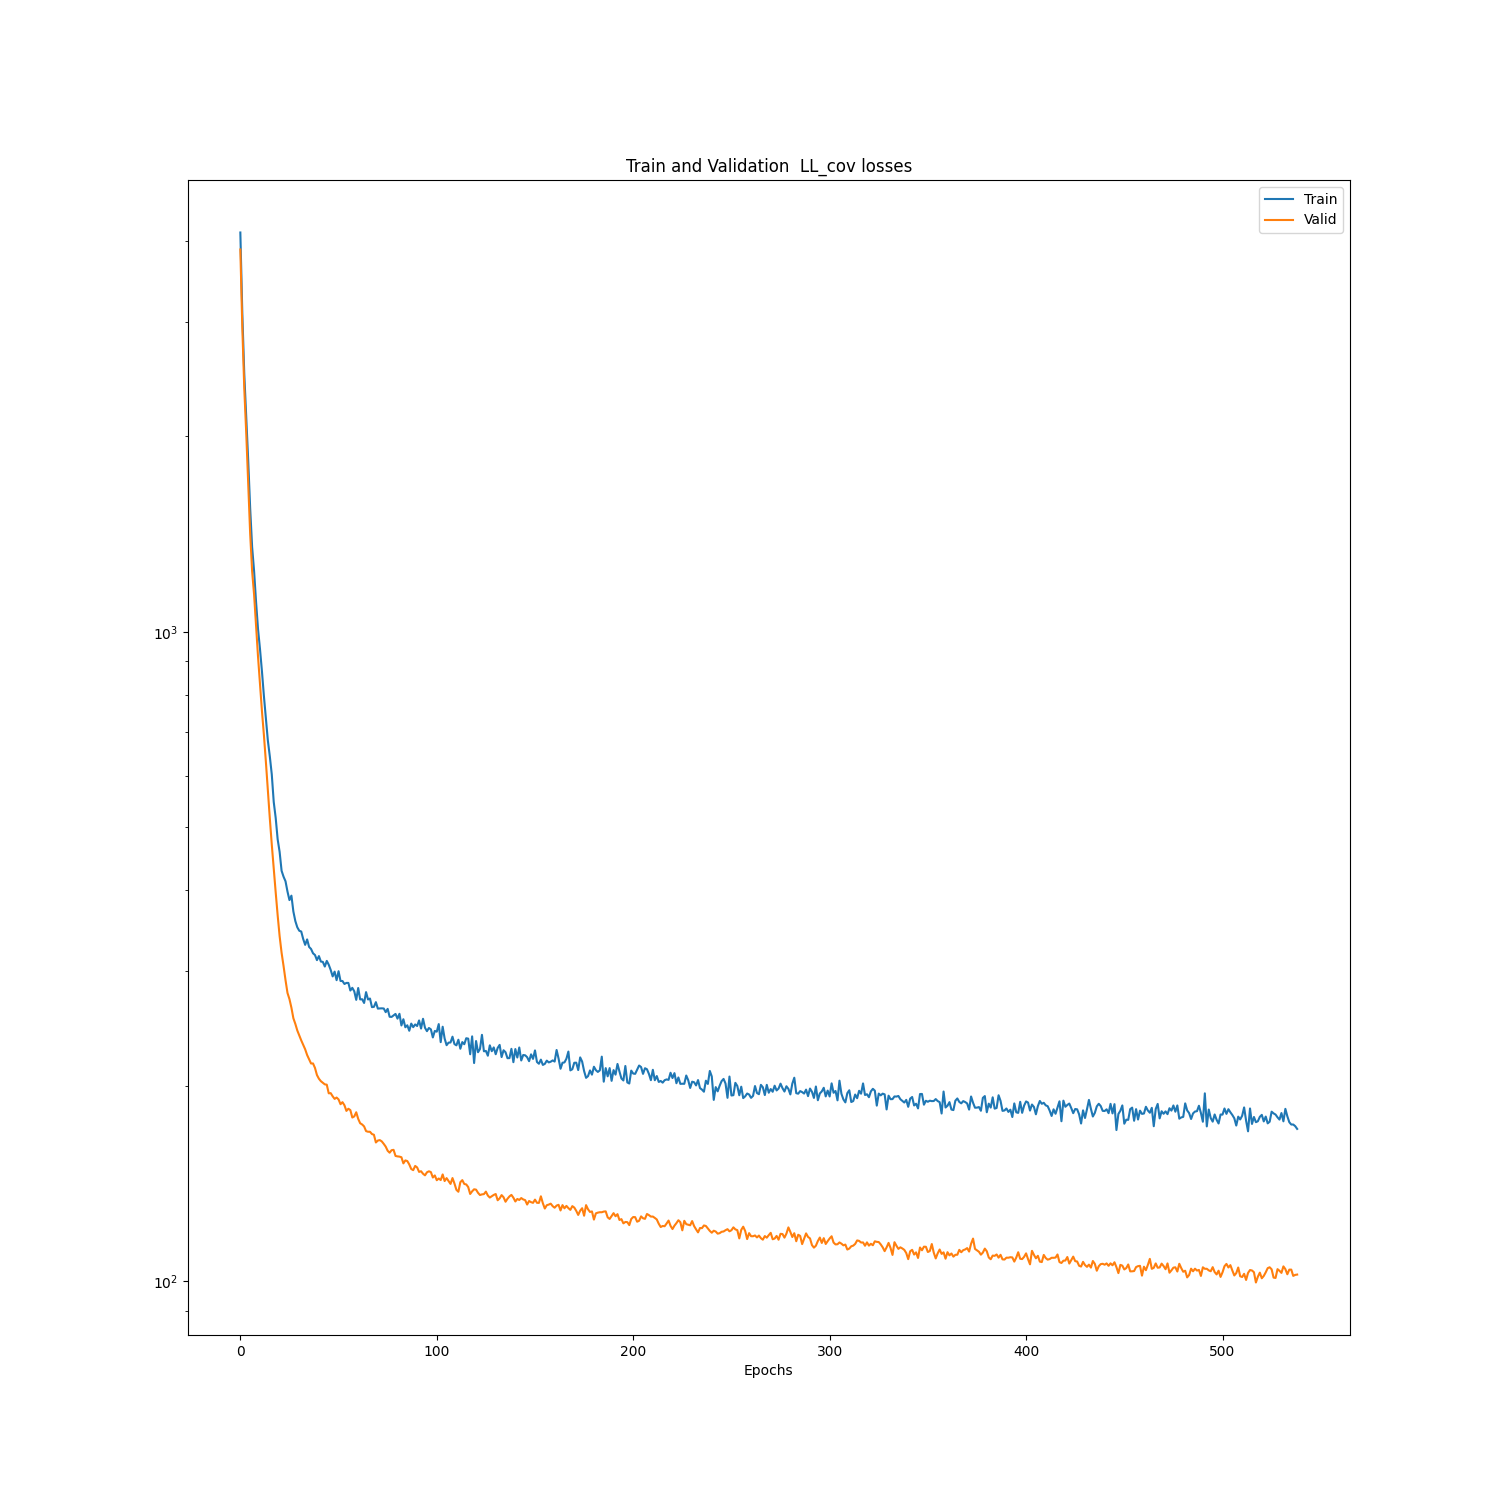 Train and Validation  LL_cov losses
Train
Valid
10³
10²
0 100 200 300 400 500
Epochs